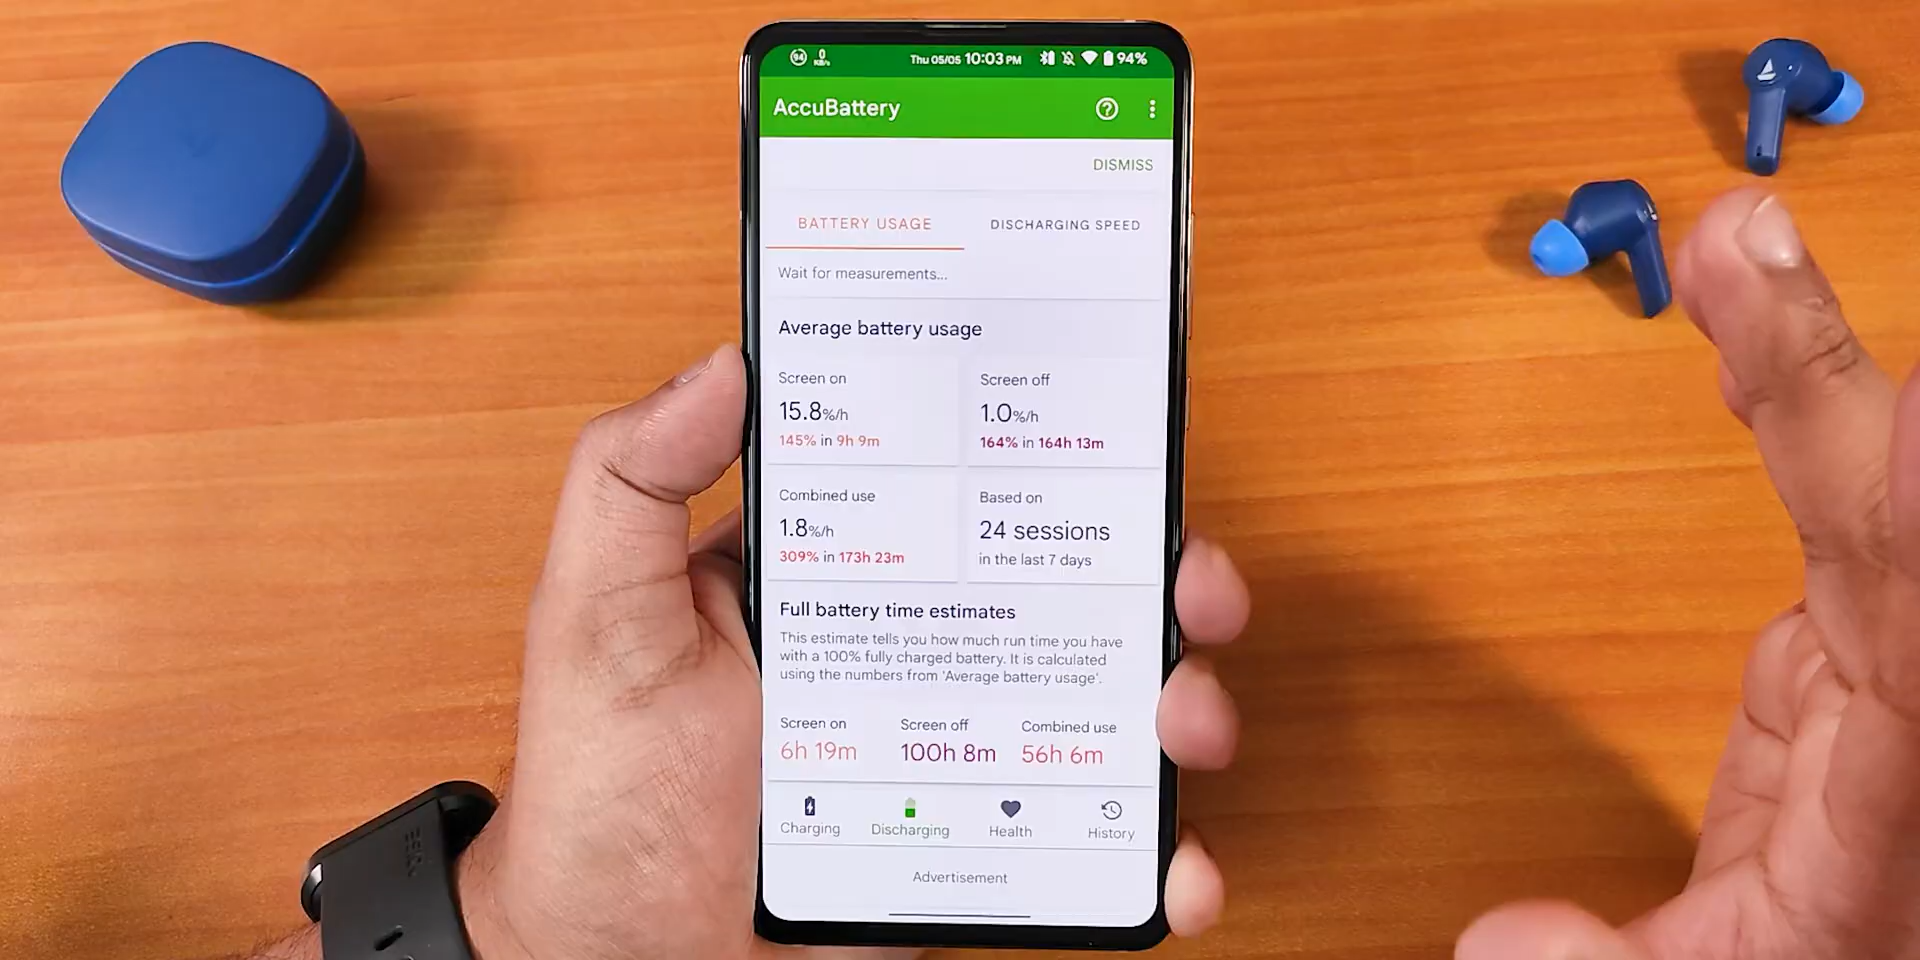 94 0 KB/s Thu 05/05 10:03 PM 94%
AccuBattery
DISMISS
BATTERY USAGE DISCHARGING SPEED
Wait for measurements...
Average battery usage
Screen on Screen off
15.8%/h 1.0%/h
145% in 9h 9m 164% in 164h 13m
Combined use Based on
1.8%/h 24 sessions
309% in 173h 23m in the last 7 days
Full battery time estimates
This estimate tells you how much run time you have
with a 100% fully charged battery. It is calculated
using the numbers from 'Average battery usage'.
Screen on Screen off Combined use
6h 19m 100h 8m 56h 6m
Charging Discharging Health History
Advertisement